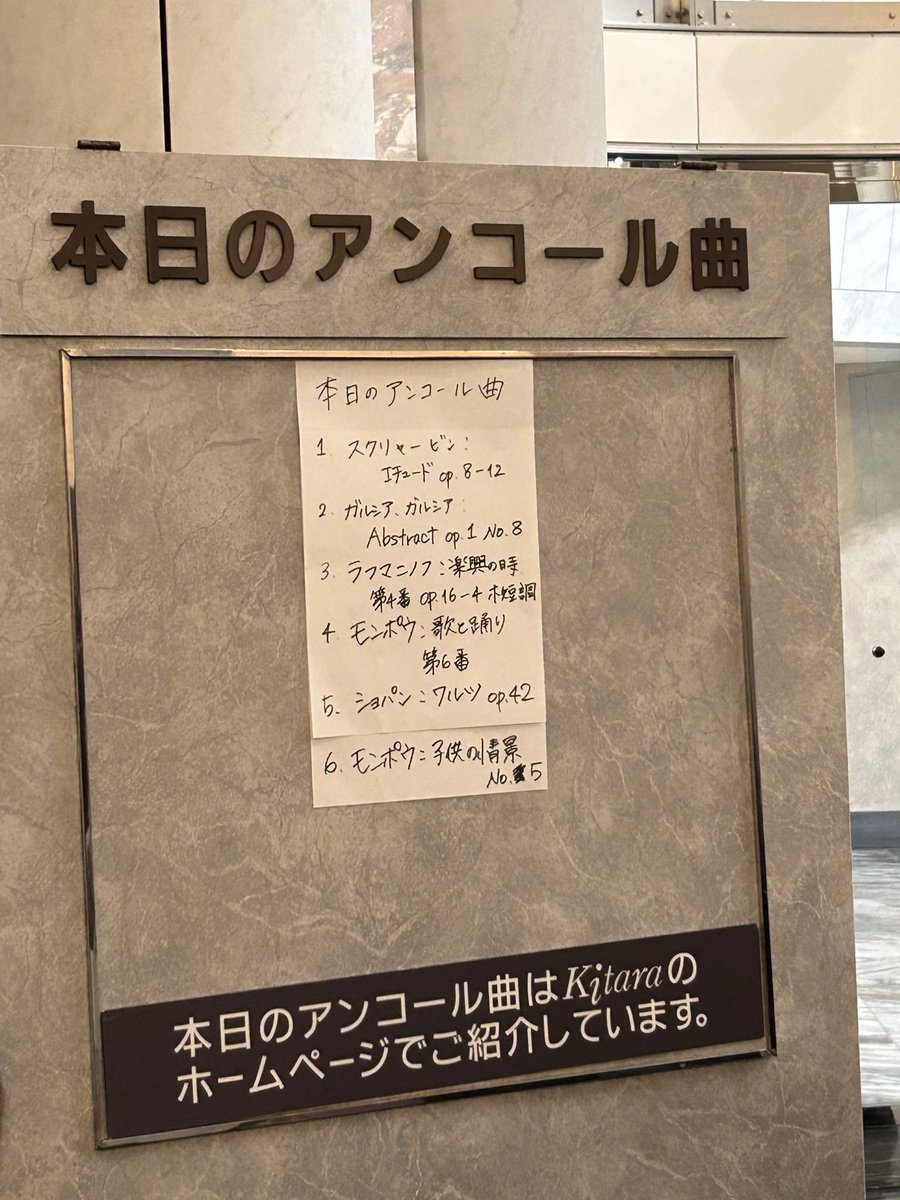 本日のアンコール曲
本日のアンコール曲
1. スクリャービン:
エチュード op.8-12
2. ガルシア、ガルシア:
Abstract op.1 No.8
3. ラフマニノフ:楽興の時
第4番 op.16-4 ホ短調
4. モンポウ:歌と踊り
第6番
5. ショパン:ワルツ op.42
6. モンポウ:子供の情景
No.5
本日のアンコール曲はKitaraの
ホームページでご紹介しています。